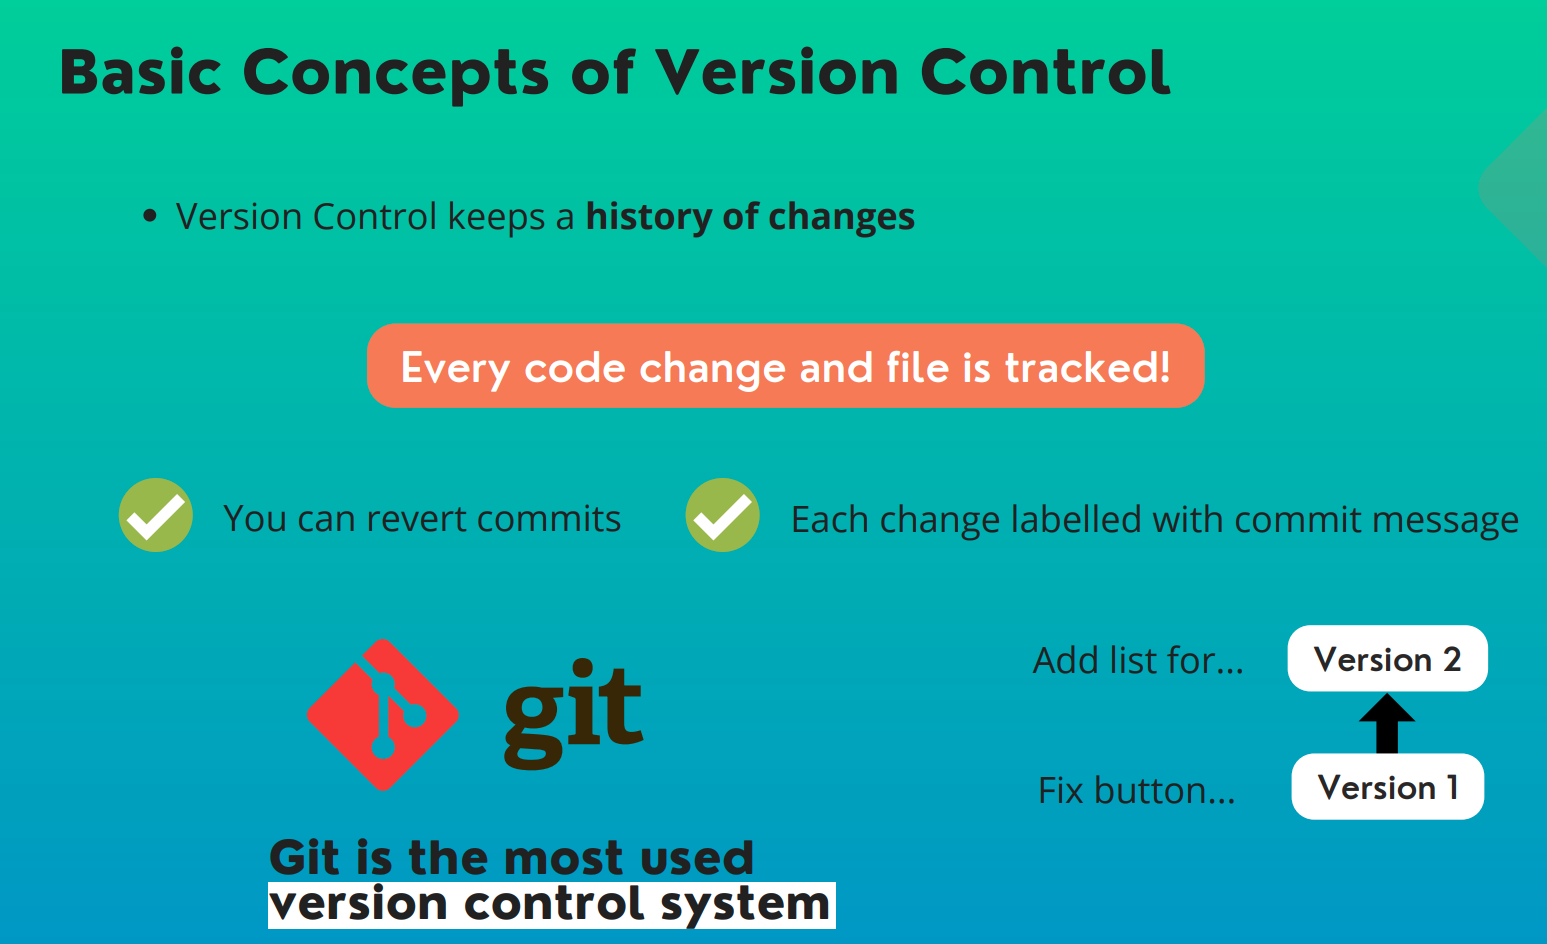 Basic Concepts of Version Control
• Version Control keeps a history of changes
Every code change and file is tracked!
You can revert commits
Each change labelled with commit message
git
Add list for...
Version 2
Fix button...
Version 1
Git is the most used
version control system